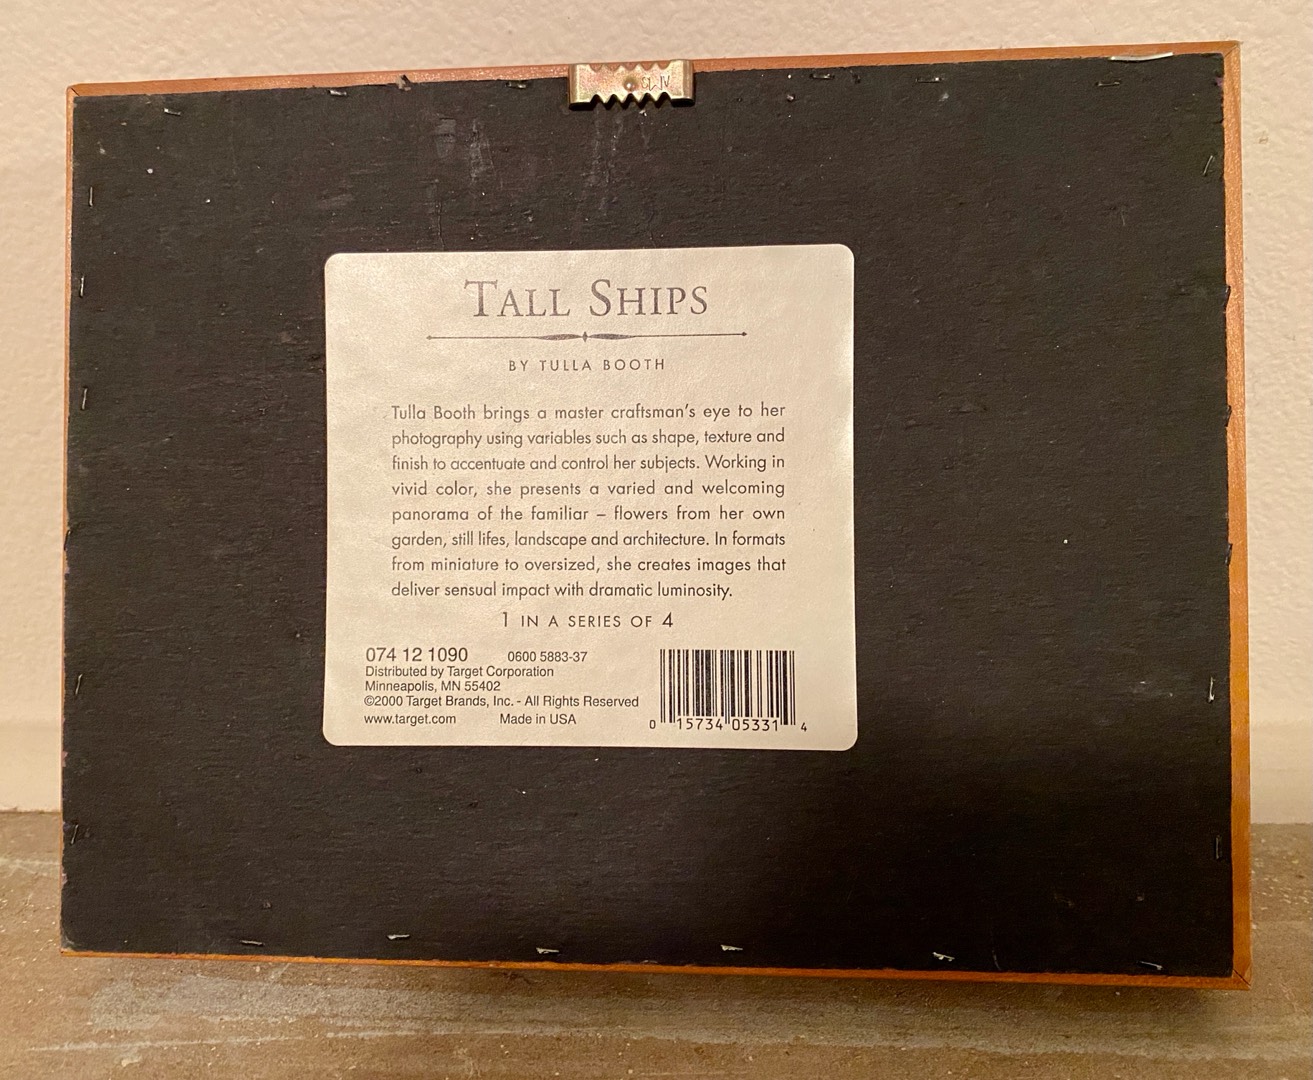 TALL SHIPS
BY TULLA BOOTH
Tulla Booth brings a master craftsman's eye to her
photography using variables such as shape, texture and
finish to accentuate and control her subjects. Working in
vivid color, she presents a varied and welcoming
panorama of the familiar – flowers from her own
garden, still lifes, landscape and architecture. In formats
from miniature to oversized, she creates images that
deliver sensual impact with dramatic luminosity.
1 IN A SERIES OF 4
074 12 1090 0600 5883-37
Distributed by Target Corporation
Minneapolis, MN 55402
©2000 Target Brands, Inc. - All Rights Reserved
www.target.com Made in USA
0 15734 05331 4